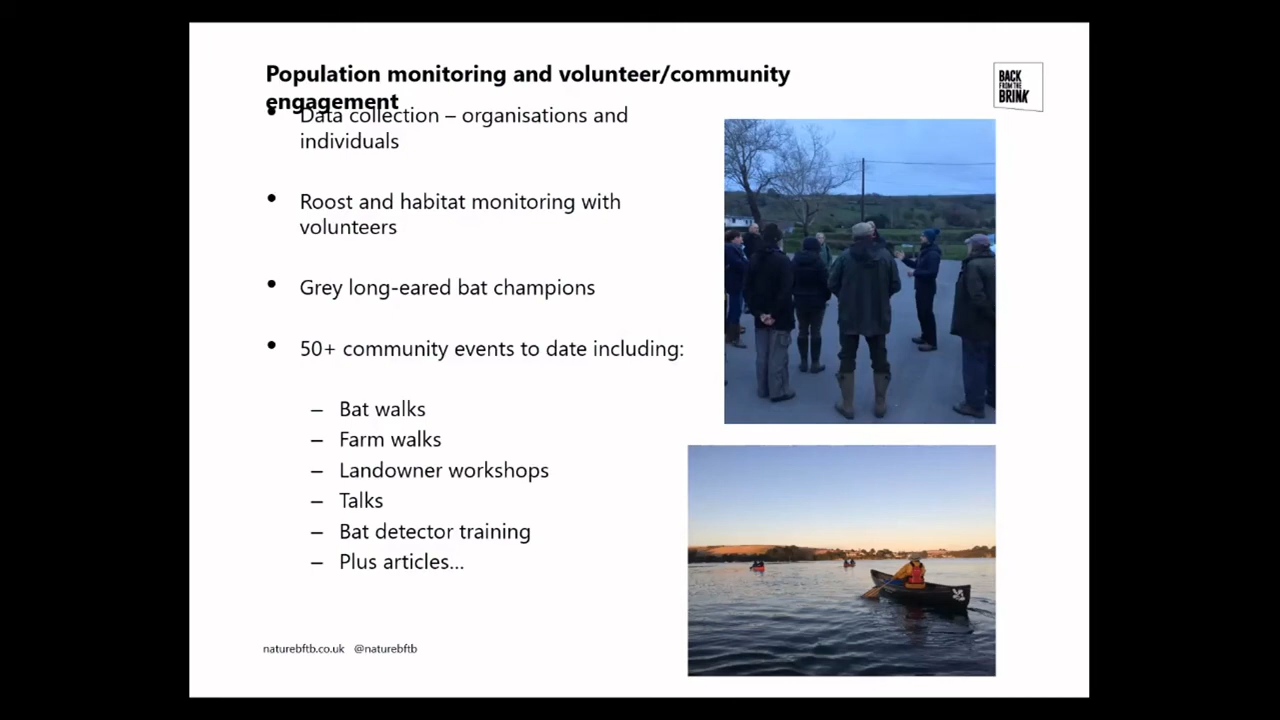 Population monitoring and volunteer/community
engagement
BACK
FROM THE
BRINK
• Data collection – organisations and
individuals
• Roost and habitat monitoring with
volunteers
• Grey long-eared bat champions
• 50+ community events to date including:
– Bat walks
– Farm walks
– Landowner workshops
– Talks
– Bat detector training
– Plus articles...
naturebftb.co.uk @naturebftb